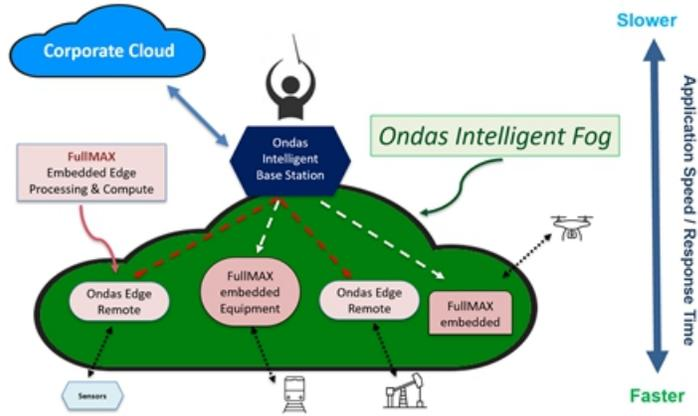 Slower
Corporate Cloud
Ondas
Intelligent
Base Station
Ondas Intelligent Fog
FullMAX
Embedded Edge
Processing & Compute
Application Speed / Response Time
Ondas Edge
Remote
FullMAX
embedded
Equipment
Ondas Edge
Remote
FullMAX
embedded
Sensors
Faster